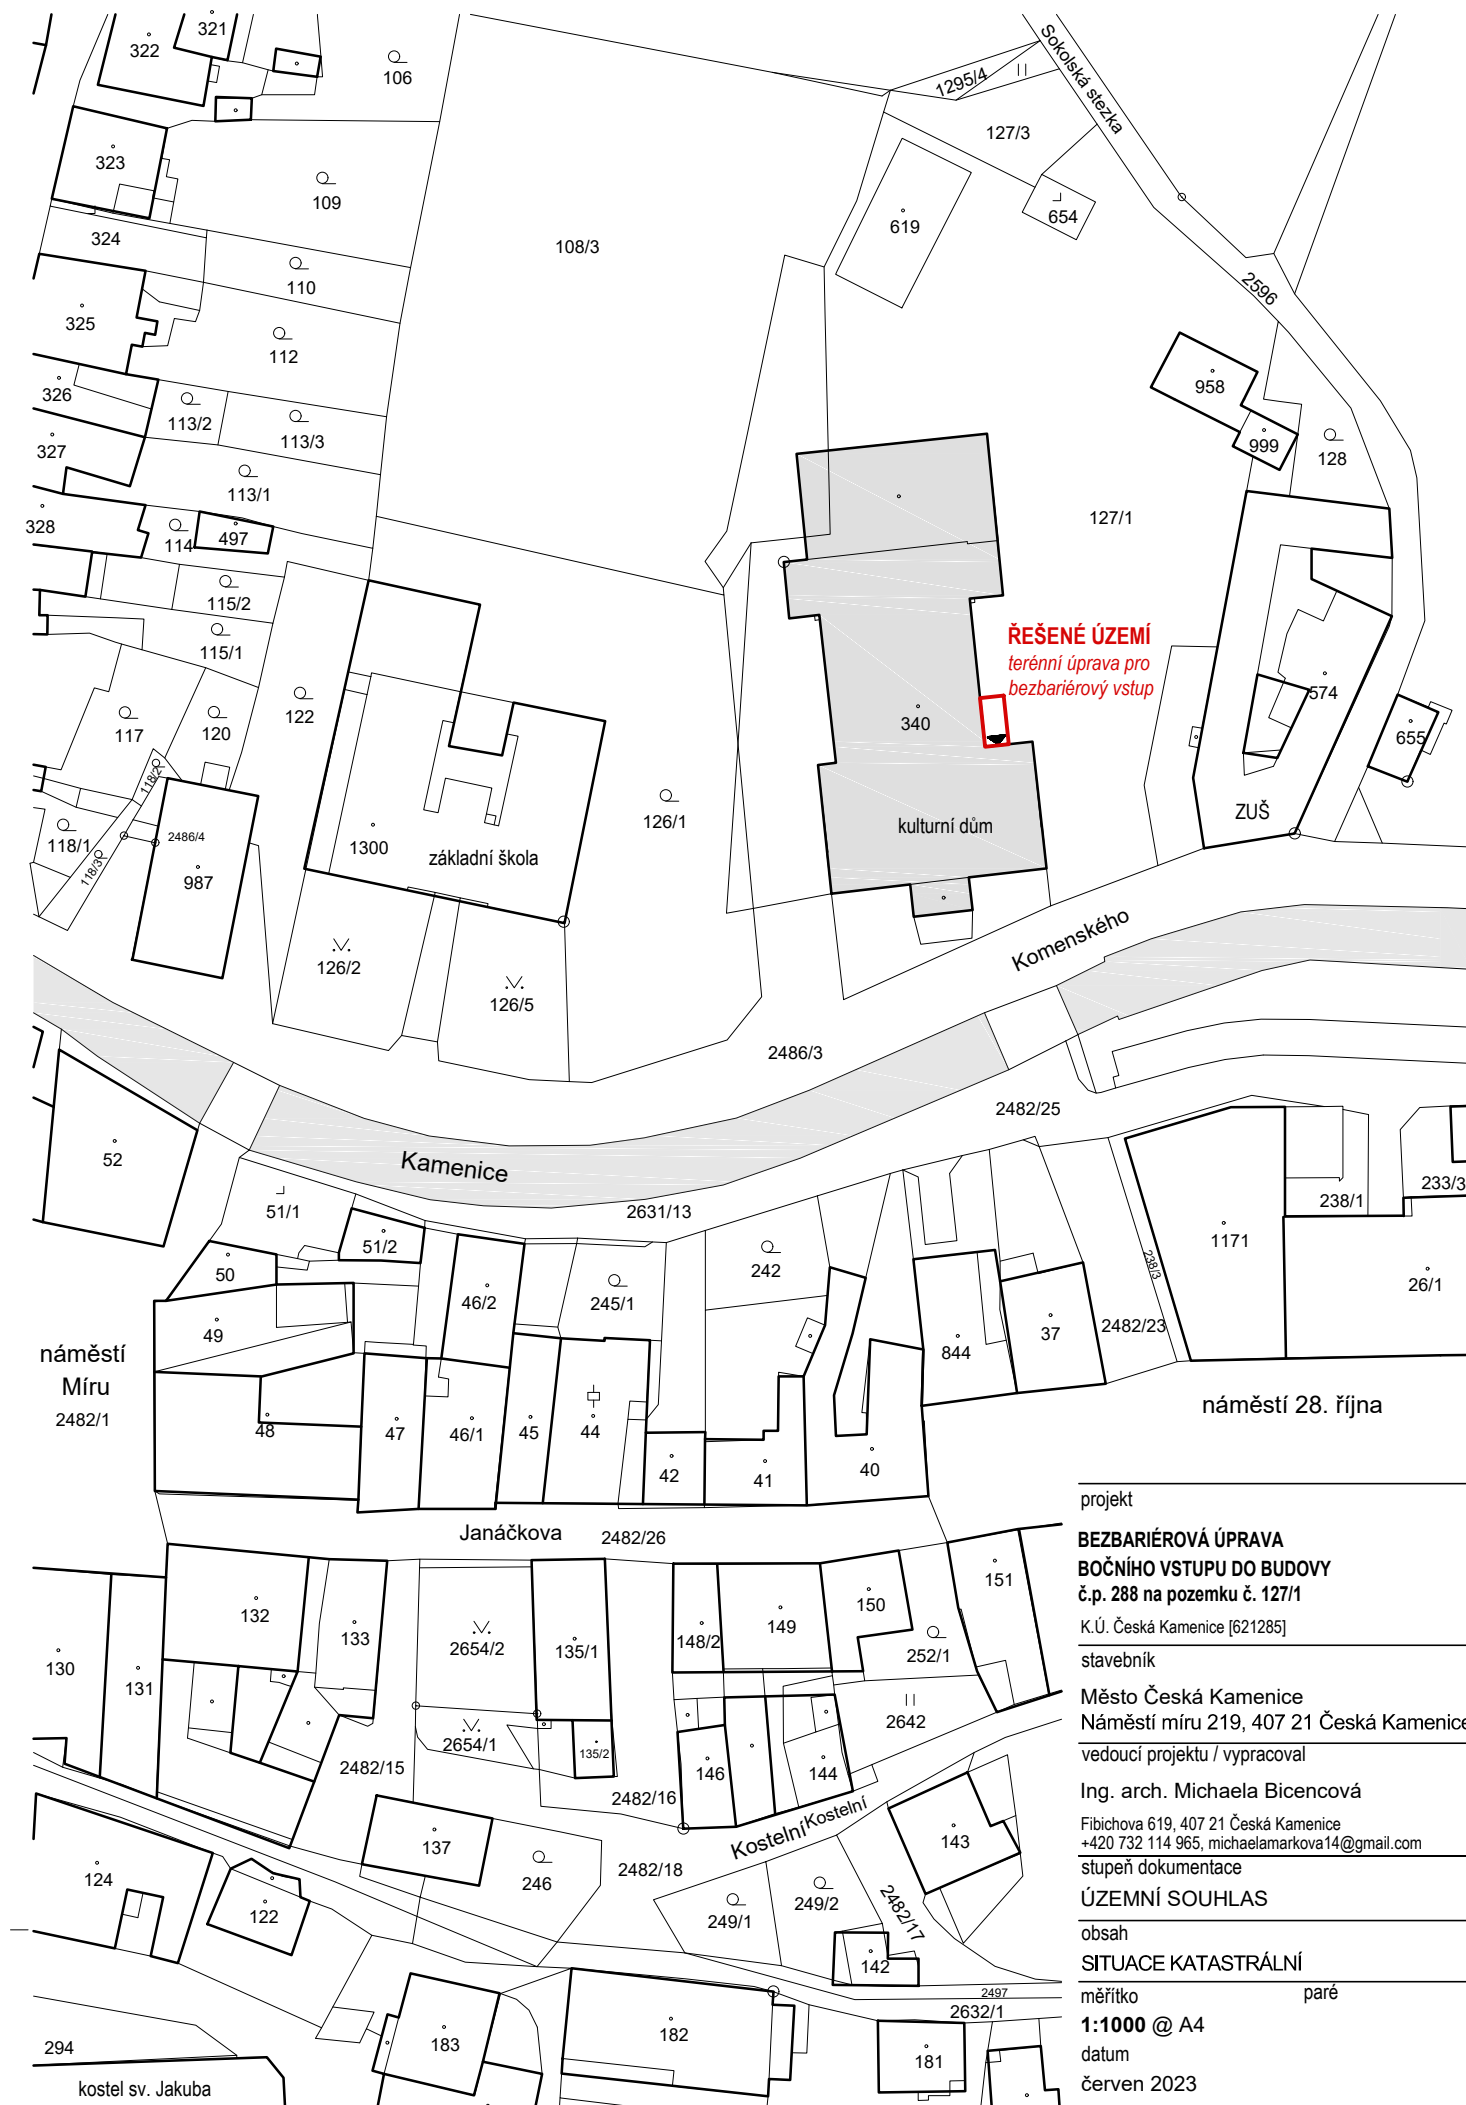 321
322
106
1295/4
Sokolská stezka
127/3
323
109
654
619
324
108/3
110
2596
325
112
326
958
113/2
113/3
327
999
128
113/1
328
114
497
127/1
115/2
115/1
ŘEŠENÉ ÚZEMÍ
terénní úprava pro
bezbariérový vstup
122
574
117
120
340
655
118/2
126/1
ZUŠ
kulturní dům
118/1
2486/4
1300
základní škola
118/3
987
Komenského
126/2
126/5
2486/3
2482/25
52
Kamenice
51/1
2631/13
238/1
233/3
51/2
242
1171
50
238/3
46/2
245/1
26/1
49
37
2482/23
844
náměstí
Míru
2482/1
náměstí 28. října
48
47
46/1
45
44
42
41
40
projekt
Janáčkova
2482/26
BEZBARIÉROVÁ ÚPRAVA
BOČNÍHO VSTUPU DO BUDOVY
č.p. 288 na pozemku č. 127/1
K.Ú. Česká Kamenice [621285]
151
132
133
2654/2
135/1
148/2
149
150
252/1
130
131
stavebník
Město Česká Kamenice
Náměstí míru 219, 407 21 Česká Kamenice
2642
2654/1
135/2
2482/15
146
144
vedoucí projektu / vypracoval
Ing. arch. Michaela Bicencová
Fibichova 619, 407 21 Česká Kamenice
+420 732 114 965, michaelamarkova14@gmail.com
2482/16
Kostelní
Kostelní
137
143
124
246
2482/18
stupeň dokumentace
ÚZEMNÍ SOUHLAS
122
249/1
249/2
2482/17
obsah
SITUACE KATASTRÁLNÍ
142
2497
2632/1
měřítko
paré
1:1000 @ A4
294
183
182
181
datum
červen 2023
kostel sv. Jakuba